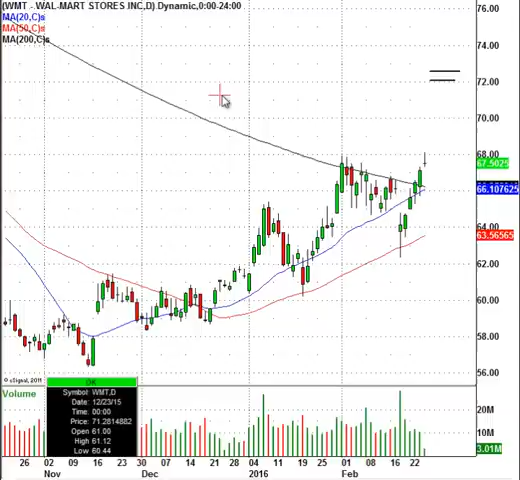 (WMT - WAL-MART STORES INC,D) Dynamic,0:00-24:00
MA(20,C)s
MA(50,C)s
MA(200,C)s
76.00
74.00
72.00
70.00
68.00
67.5025
66.107625
64.00
63.56565
62.00
60.00
58.00
56.00
© eSignal, 2011
Volume
OK
Symbol: WMT,D
Date: 12/23/15
Time: 00:00
Price: 71.2814882
Open 61.00
High 61.12
Low 60.44
20M
10M
3.01M
26 02 09 16 23 30 07 14 21 28 04 11 19 25 01 08 16 22
Nov Dec 2016 Feb